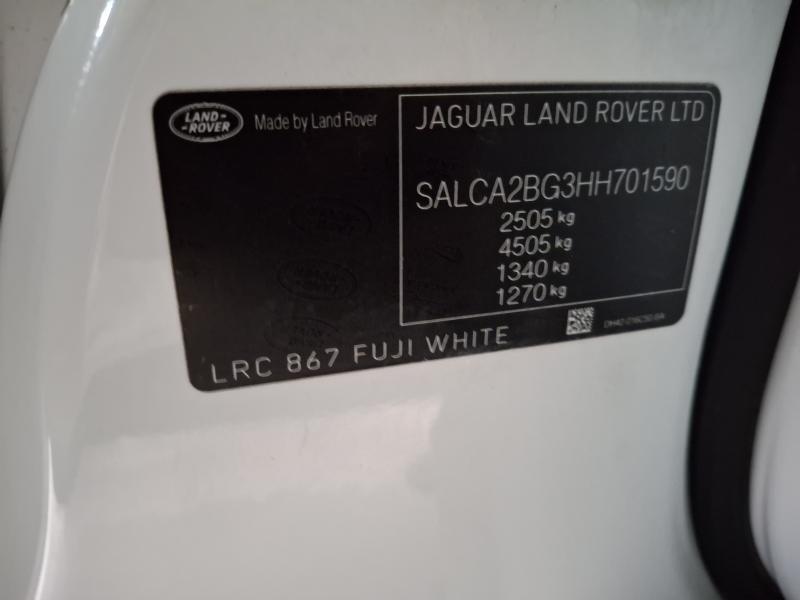 LAND ROVER
Made by Land Rover
JAGUAR LAND ROVER LTD
SALCA2BG3HH701590
2505 kg
4505 kg
1340 kg
1270 kg
LRC 867 FUJI WHITE